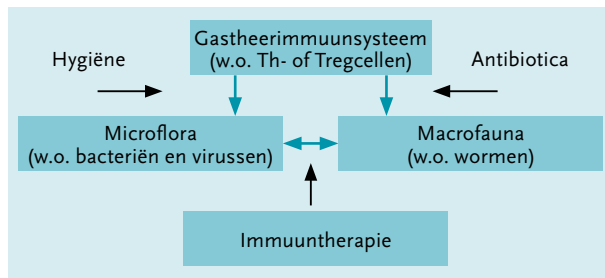 Gastheerimmuunsysteem
(w.o. Th- of Tregcellen)
Hygiëne
Antibiotica
Microflora
(w.o. bacteriën en virussen)
Macrofauna
(w.o. wormen)
Immuuntherapie